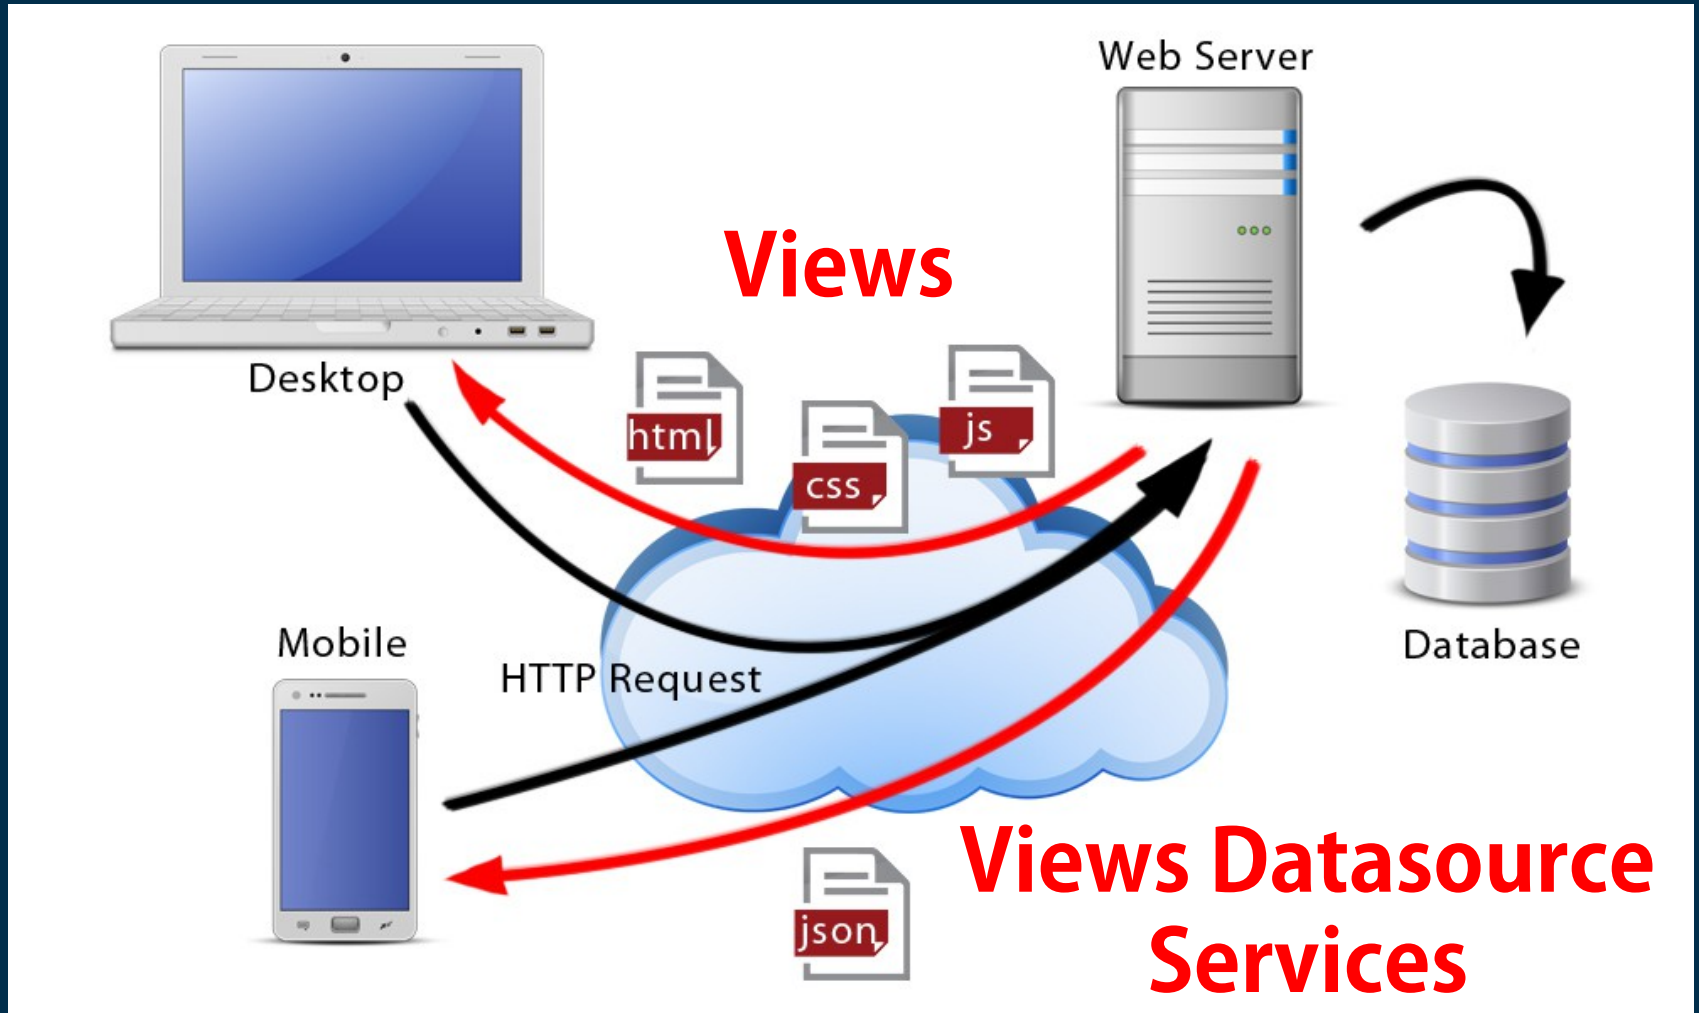 Web Server
Views
Desktop
html
css
js
Mobile
HTTP Request
Database
json
Views Datasource
Services